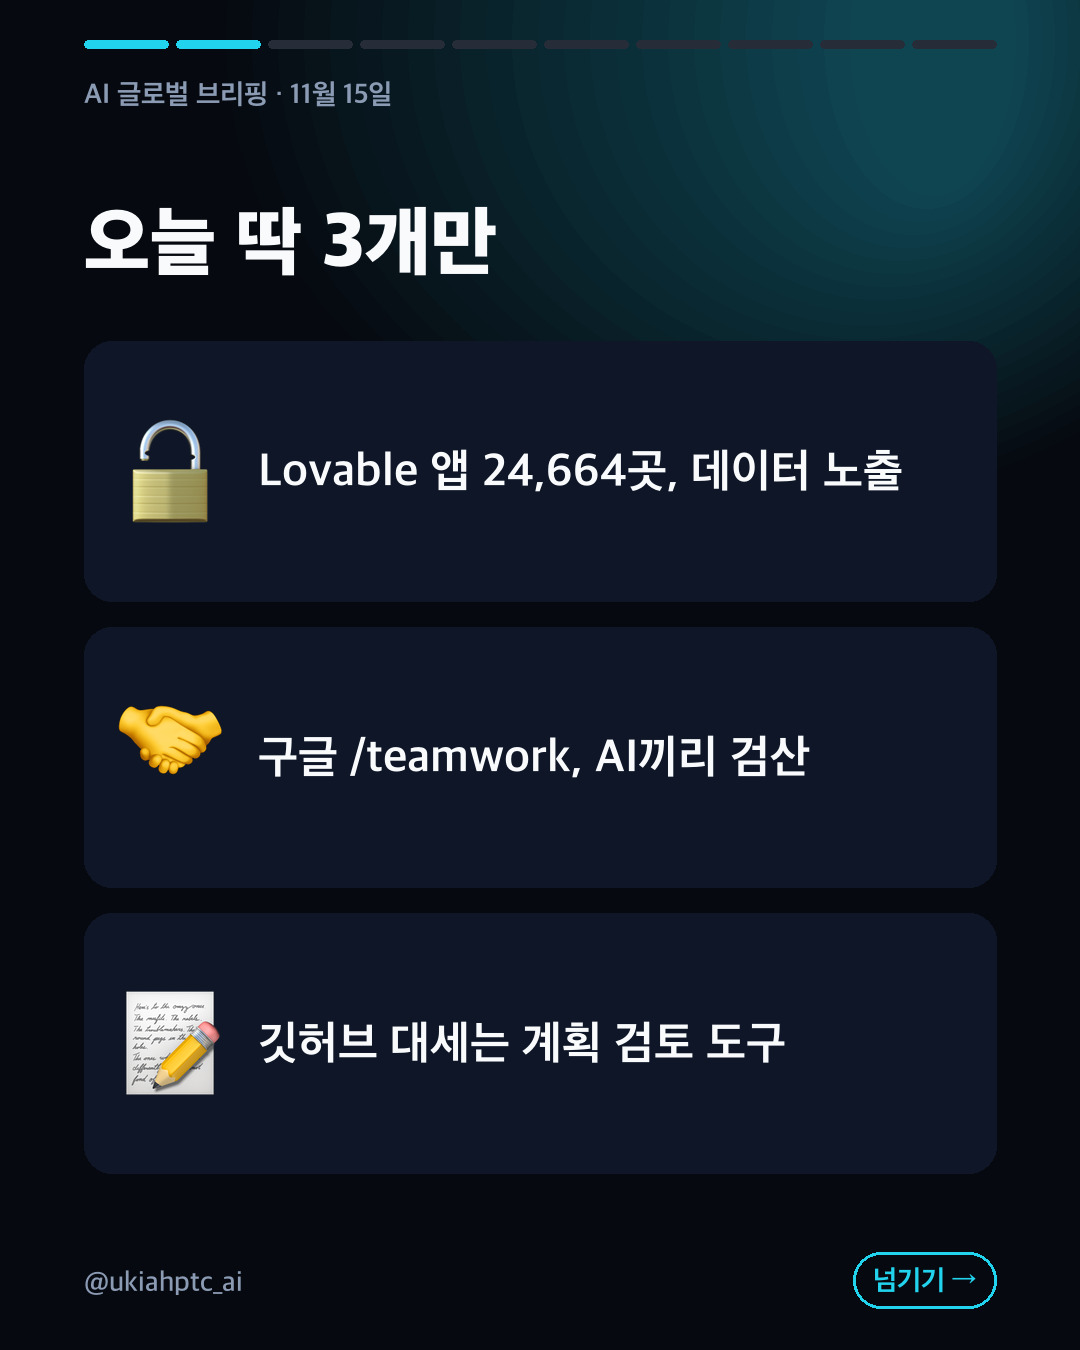 AI 글로벌 브리핑 · 11월 15일
오늘 딱 3개만
Lovable 앱 24,664곳, 데이터 노출
구글 /teamwork, AI끼리 검산
깃허브 대세는 계획 검토 도구
@ukiahptc_ai
넘기기 →